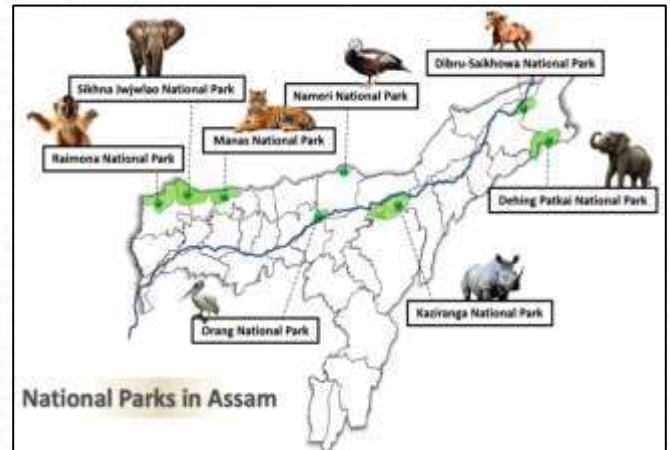 Dibru-Saikhowa National Park
Sikhna Jwjwlao National Park
Nameri National Park
Manas National Park
Raimona National Park
Dehing Patkai National Park
Kaziranga National Park
Orang National Park
National Parks in Assam